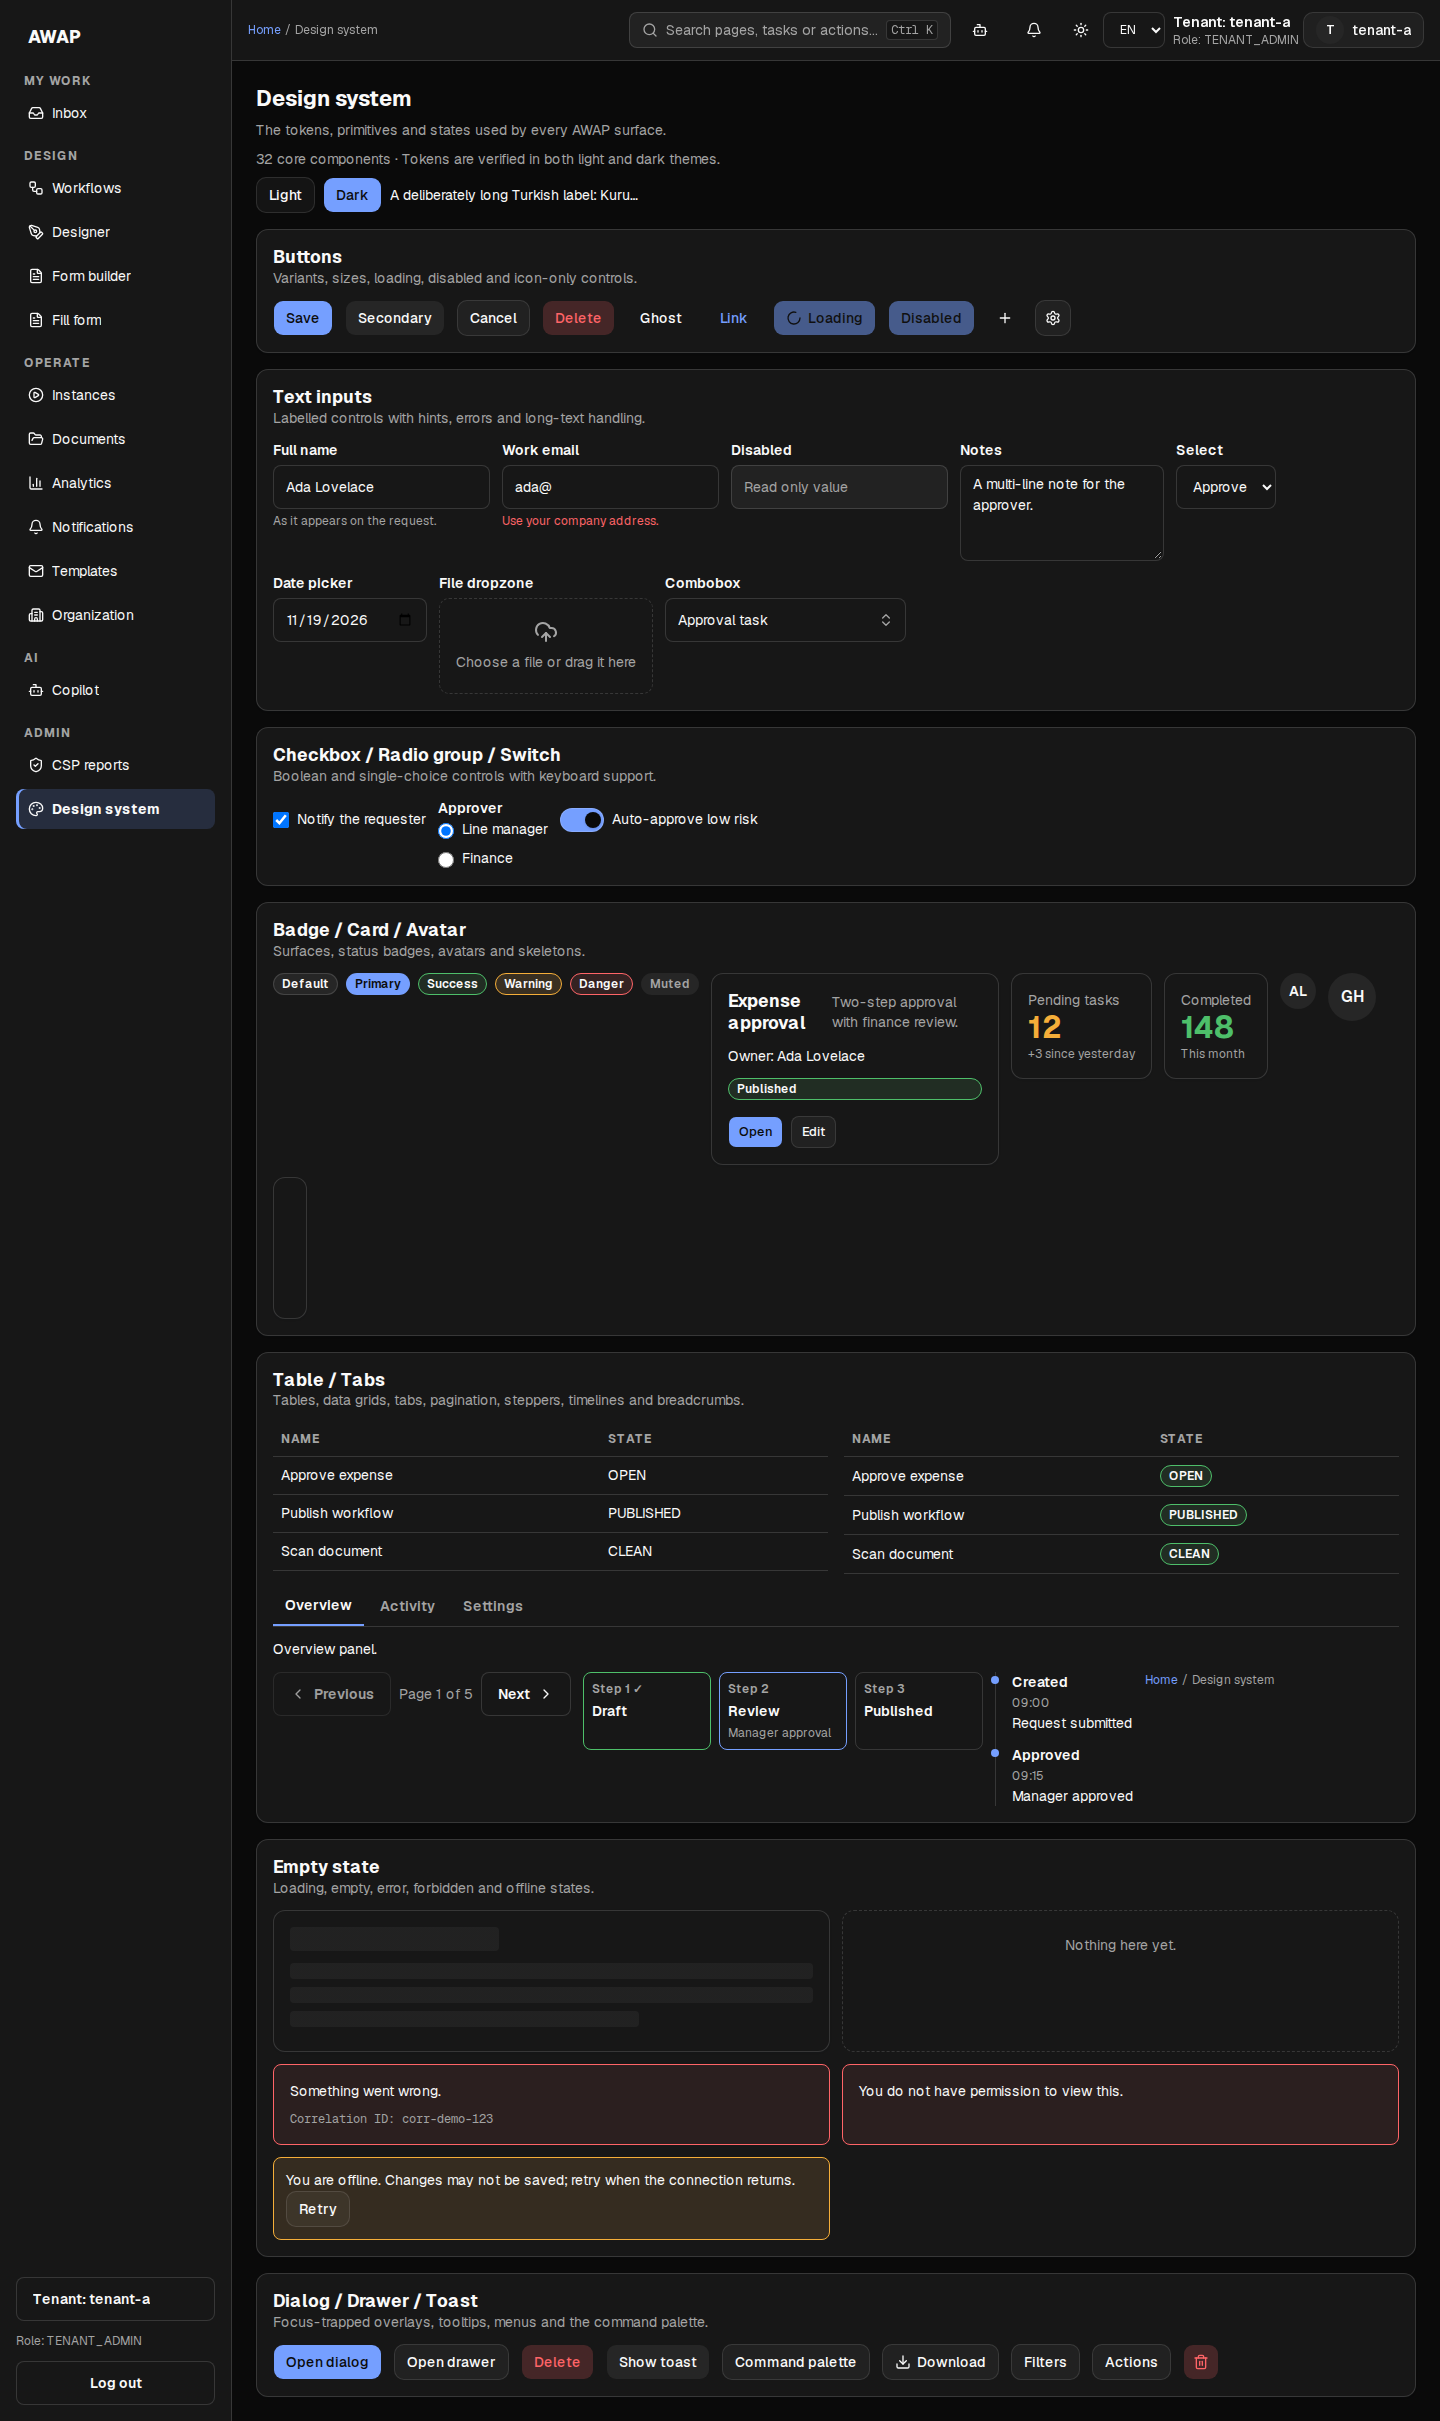 AWAP
MY WORK
Inbox
DESIGN
Workflows
Designer
Form builder
Fill form
OPERATE
Instances
Documents
Analytics
Notifications
Templates
Organization
AI
Copilot
ADMIN
CSP reports
Design system
Tenant: tenant-a
Role: TENANT_ADMIN
Log out
Home / Design system
Search pages, tasks or actions... Ctrl K
EN
Tenant: tenant-a
Role: TENANT_ADMIN
T tenant-a
Design system
The tokens, primitives and states used by every AWAP surface.
32 core components · Tokens are verified in both light and dark themes.
Light Dark A deliberately long Turkish label: Kuru...
Buttons
Variants, sizes, loading, disabled and icon-only controls.
Save Secondary Cancel Delete Ghost Link Loading Disabled
Text inputs
Labelled controls with hints, errors and long-text handling.
Full name Work email Disabled Notes Select
Ada Lovelace ada@ Read only value A multi-line note for the Approve
approver.
As it appears on the request. Use your company address.
Date picker File dropzone Combobox
11/19/2026 Approval task
Choose a file or drag it here
Checkbox / Radio group / Switch
Boolean and single-choice controls with keyboard support.
Notify the requester Approver Auto-approve low risk
Line manager
Finance
Badge / Card / Avatar
Surfaces, status badges, avatars and skeletons.
Default Primary Success Warning Danger Muted
Expense Two-step approval
approval with finance review.
Owner: Ada Lovelace
Published
Open Edit
Pending tasks
12
+3 since yesterday
Completed
148
This month
AL GH
Table / Tabs
Tables, data grids, tabs, pagination, steppers, timelines and breadcrumbs.
NAME STATE NAME STATE
Approve expense OPEN Approve expense OPEN
Publish workflow PUBLISHED Publish workflow PUBLISHED
Scan document CLEAN Scan document CLEAN
Overview Activity Settings
Overview panel.
Previous Page 1 of 5 Next
Step 1 ✓
Draft
Step 2
Review
Manager approval
Step 3
Published
Created
09:00
Request submitted
Approved
09:15
Manager approved
Home / Design system
Empty state
Loading, empty, error, forbidden and offline states.
Nothing here yet.
Something went wrong.
Correlation ID: corr-demo-123
You do not have permission to view this.
You are offline. Changes may not be saved; retry when the connection returns.
Retry
Dialog / Drawer / Toast
Focus-trapped overlays, tooltips, menus and the command palette.
Open dialog Open drawer Delete Show toast Command palette Download Filters Actions